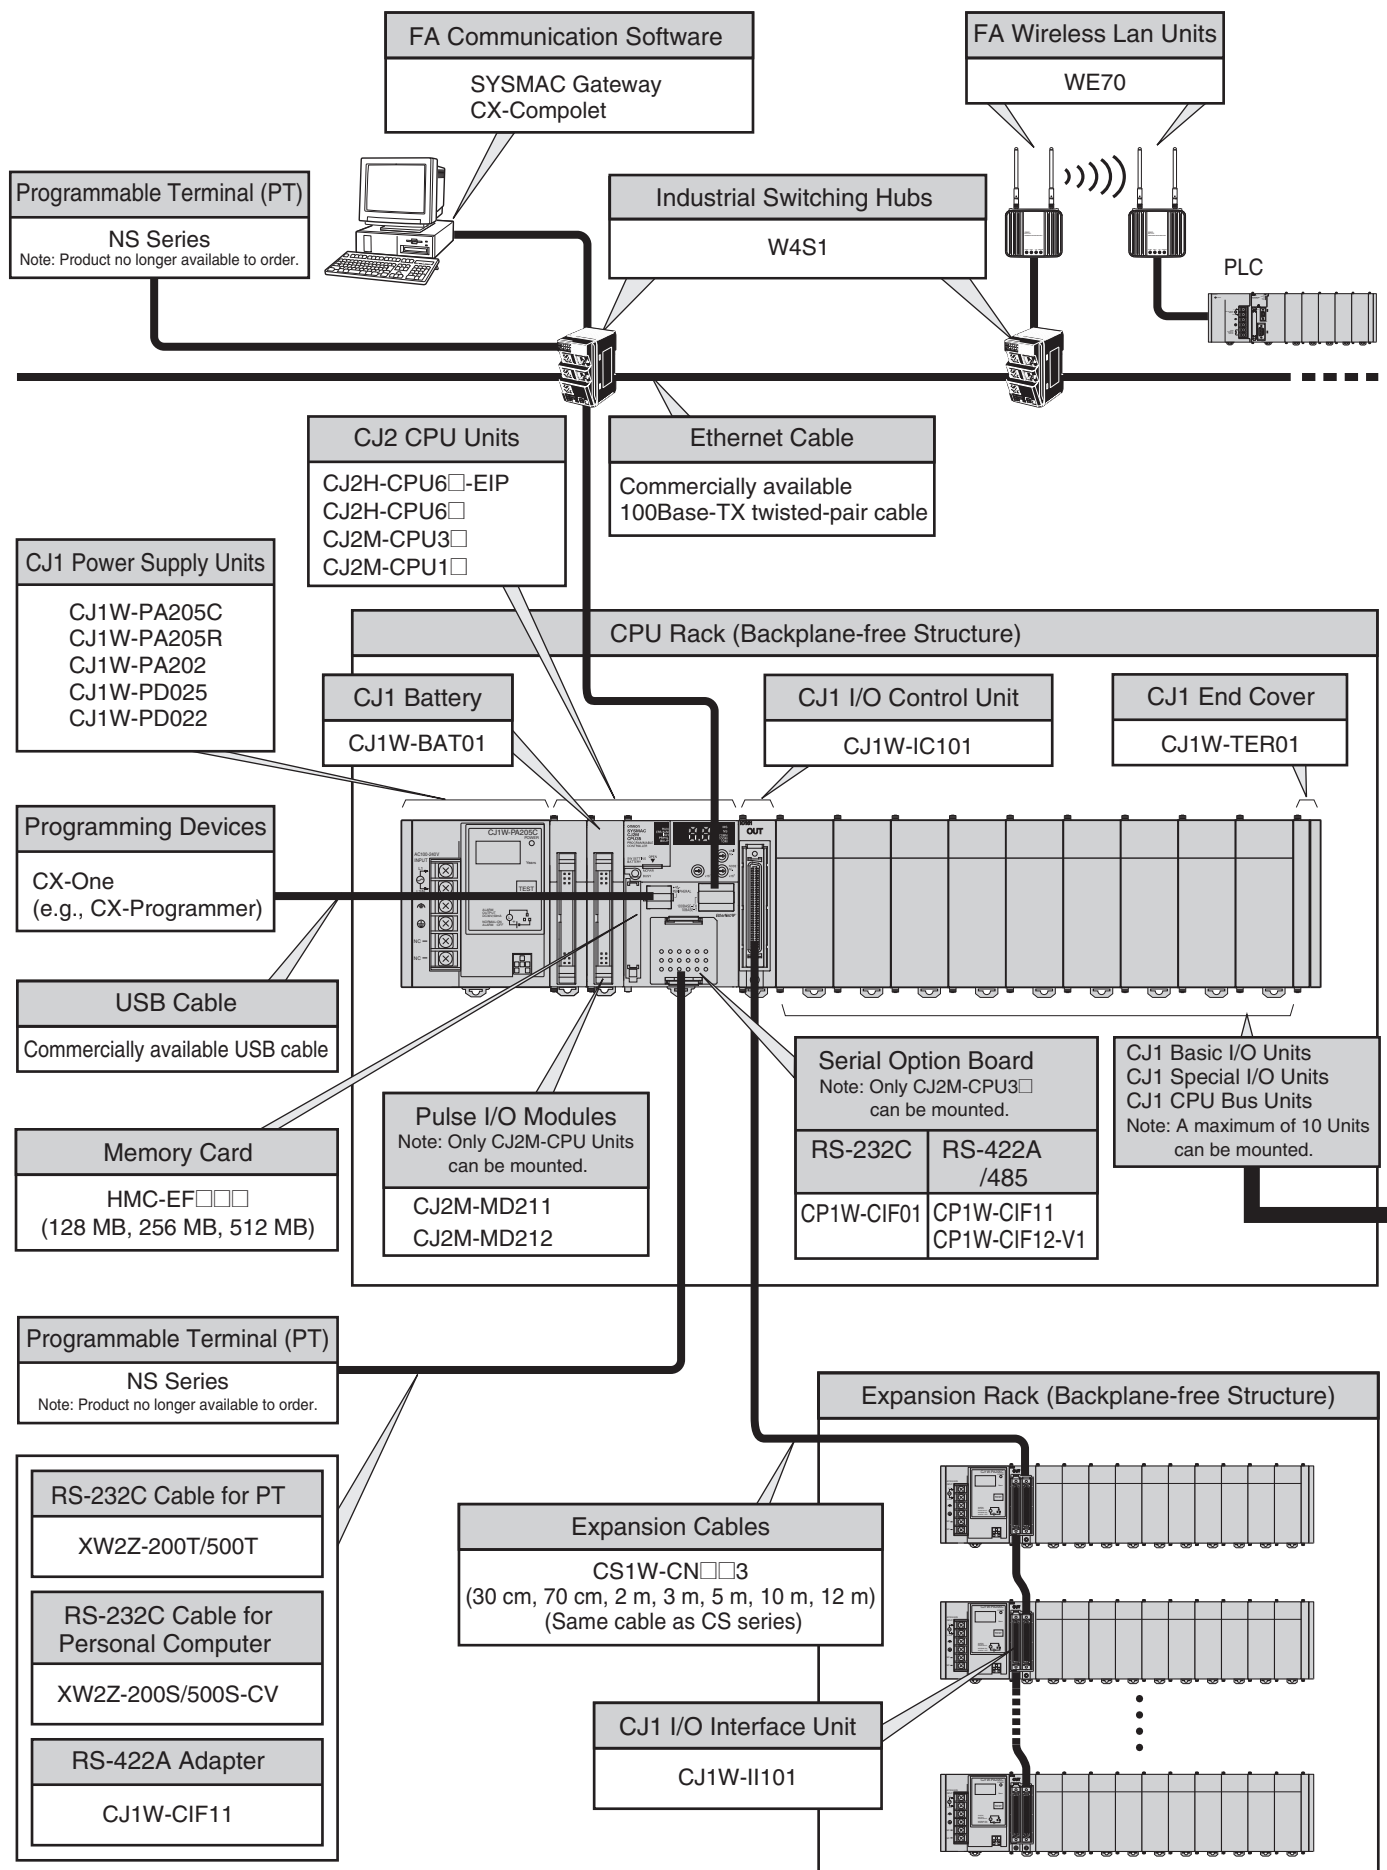 FA Communication Software
SYSMAC Gateway
CX-Compolet
FA Wireless Lan Units
WE70
Programmable Terminal (PT)
NS Series
Note: Product no longer available to order.
Industrial Switching Hubs
W4S1
PLC
CJ2 CPU Units
CJ2H-CPU6□-EIP
CJ2H-CPU6□
CJ2M-CPU3□
CJ2M-CPU1□
Ethernet Cable
Commercially available
100Base-TX twisted-pair cable
CJ1 Power Supply Units
CJ1W-PA205C
CJ1W-PA205R
CJ1W-PA202
CJ1W-PD025
CJ1W-PD022
CPU Rack (Backplane-free Structure)
CJ1 Battery
CJ1W-BAT01
CJ1 I/O Control Unit
CJ1W-IC101
CJ1 End Cover
CJ1W-TER01
Programming Devices
CX-One
(e.g., CX-Programmer)
CJ1W-PA205C
POWER
AC100-240V
INPUT
TEST
NC
NC
SYSMAC
CJ2M
OUT
USB Cable
Commercially available USB cable
Memory Card
HMC-EF□□□
(128 MB, 256 MB, 512 MB)
Pulse I/O Modules
Note: Only CJ2M-CPU Units
can be mounted.
CJ2M-MD211
CJ2M-MD212
Serial Option Board
Note: Only CJ2M-CPU3□
can be mounted.
RS-232C
RS-422A
/485
CP1W-CIF01
CP1W-CIF11
CP1W-CIF12-V1
CJ1 Basic I/O Units
CJ1 Special I/O Units
CJ1 CPU Bus Units
Note: A maximum of 10 Units
can be mounted.
Programmable Terminal (PT)
NS Series
Note: Product no longer available to order.
RS-232C Cable for PT
XW2Z-200T/500T
RS-232C Cable for
Personal Computer
XW2Z-200S/500S-CV
RS-422A Adapter
CJ1W-CIF11
Expansion Rack (Backplane-free Structure)
Expansion Cables
CS1W-CN□□3
(30 cm, 70 cm, 2 m, 3 m, 5 m, 10 m, 12 m)
(Same cable as CS series)
CJ1 I/O Interface Unit
CJ1W-II101